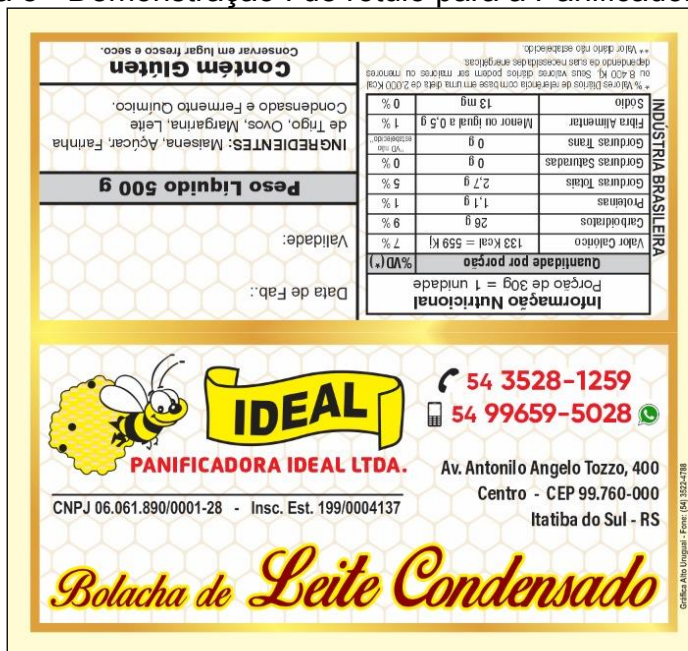 Demonstração I do rótulo para a
Informação Nutricional
Porção de 30g = 1 unidade
Quantidade por porção %VD(*)
Valor Calórico 133 Kcal = 559 Kj 7 %
Carboidratos 26 g 9 %
Proteínas 1,1 g 1 %
Gorduras Totais 2,7 g 5 %
Gorduras Saturadas 0 g 0 %
Gorduras Trans 0 g "VD não estabelecido"
Fibra Alimentar Menor ou igual a 0,5 g 1 %
Sódio 13 mg 0 %
* % Valores Diários de referência com base em uma dieta de 2.000 Kcal
ou 8.400 Kj. Seus valores diários podem ser maiores ou menores
dependendo de suas necessidades energéticas.
** Valor diário não estabelecido.
INDÚSTRIA BRASILEIRA
Data de Fab.:
Validade:
Peso Líquido 500 g
INGREDIENTES: Maisena, Açúcar, Farinha
de Trigo, Ovos, Margarina, Leite
Condensado e Fermento Químico.
Contém Glúten
Conservar em lugar fresco e seco.
IDEAL
PANIFICADORA IDEAL LTDA.
CNPJ 06.061.890/0001-28 - Insc. Est. 199/0004137
54 3528-1259
54 99659-5028
Av. Antonilo Angelo Tozzo, 400
Centro - CEP 99.760-000
Itatiba do Sul - RS
Bolacha de Leite Condensado
Gráfica Alto Uruguai - Fone: (54) 3522-4788